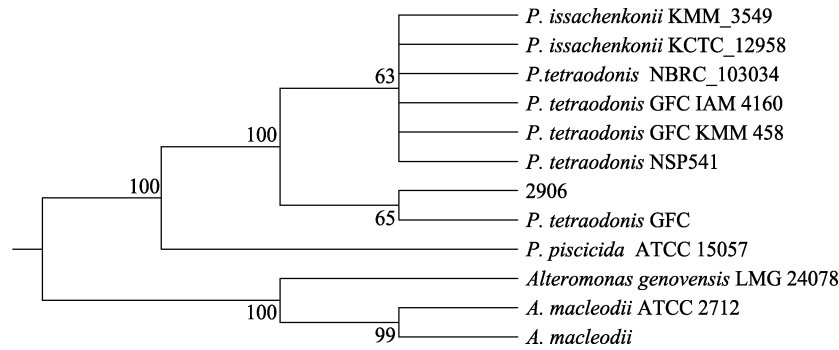 P. issachenkonii KMM_3549
P. issachenkonii KCTC_12958
63
P.tetraodonis NBRC_103034
P. tetraodonis GFC IAM 4160
100
P. tetraodonis GFC KMM 458
P. tetraodonis NSP541
100
2906
65
P. tetraodonis GFC
P. piscicida ATCC 15057
Alteromonas genovensis LMG 24078
100
A. macleodii ATCC 2712
99
A. macleodii